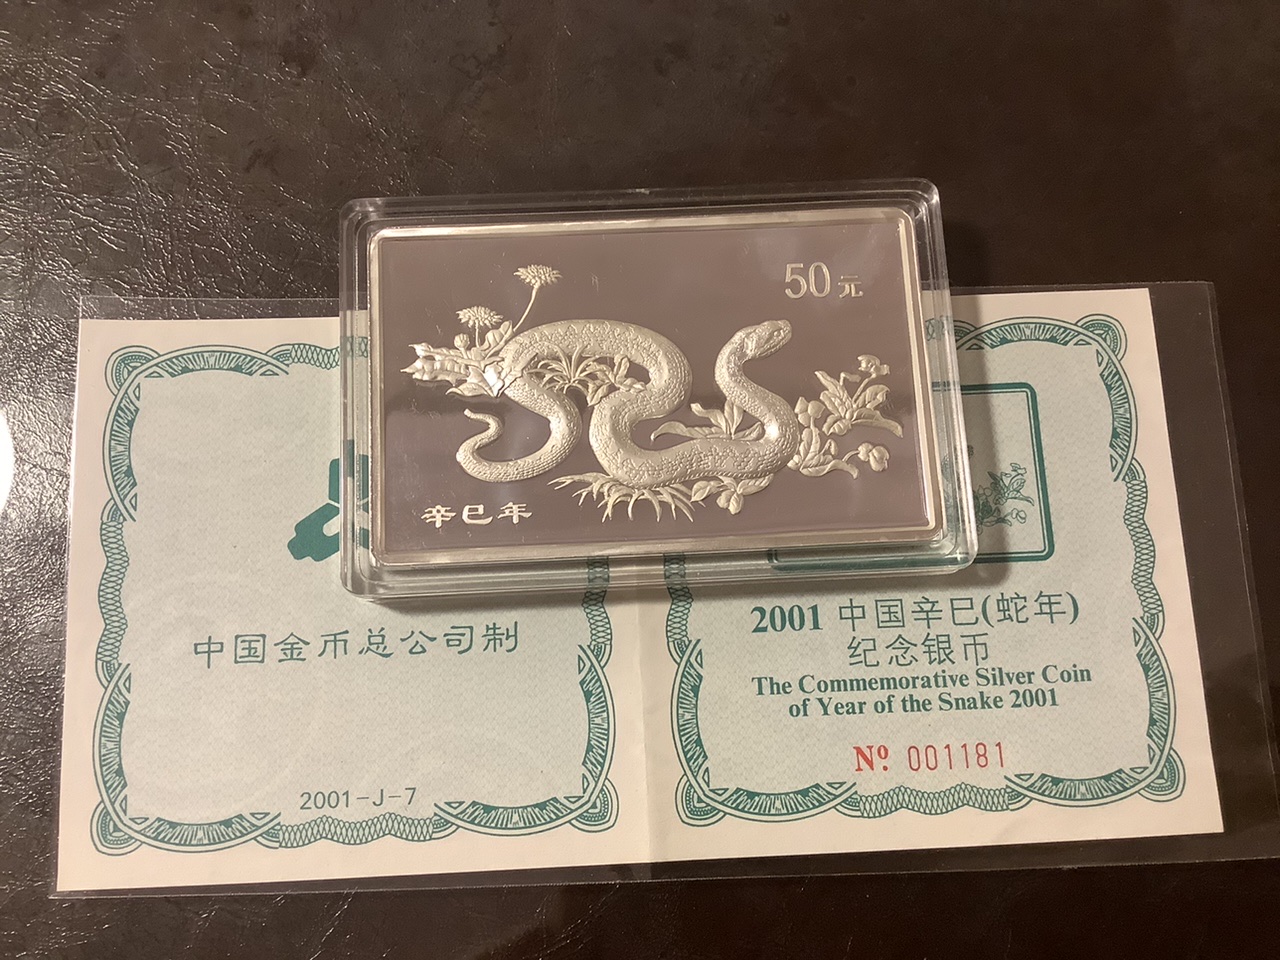 50元
辛巳年
中国金币总公司制
2001-J-7
2001 中国辛巳(蛇年)
纪念银币
The Commemorative Silver Coin
of Year of the Snake 2001
Nº 001181